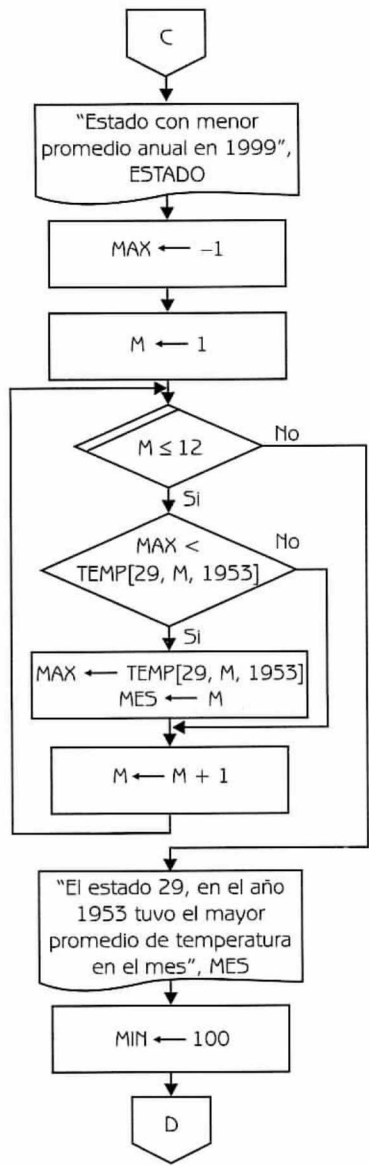 C
"Estado con menor
promedio anual en 1999",
ESTADO
MAX ← −1
M ← 1
M ≤ 12
No
Si
MAX <
TEMP[29, M, 1953]
No
Si
MAX ← TEMP[29, M, 1953]
MES ← M
M ← M + 1
"El estado 29, en el año
1953 tuvo el mayor
promedio de temperatura
en el mes", MES
MIN ← 100
D